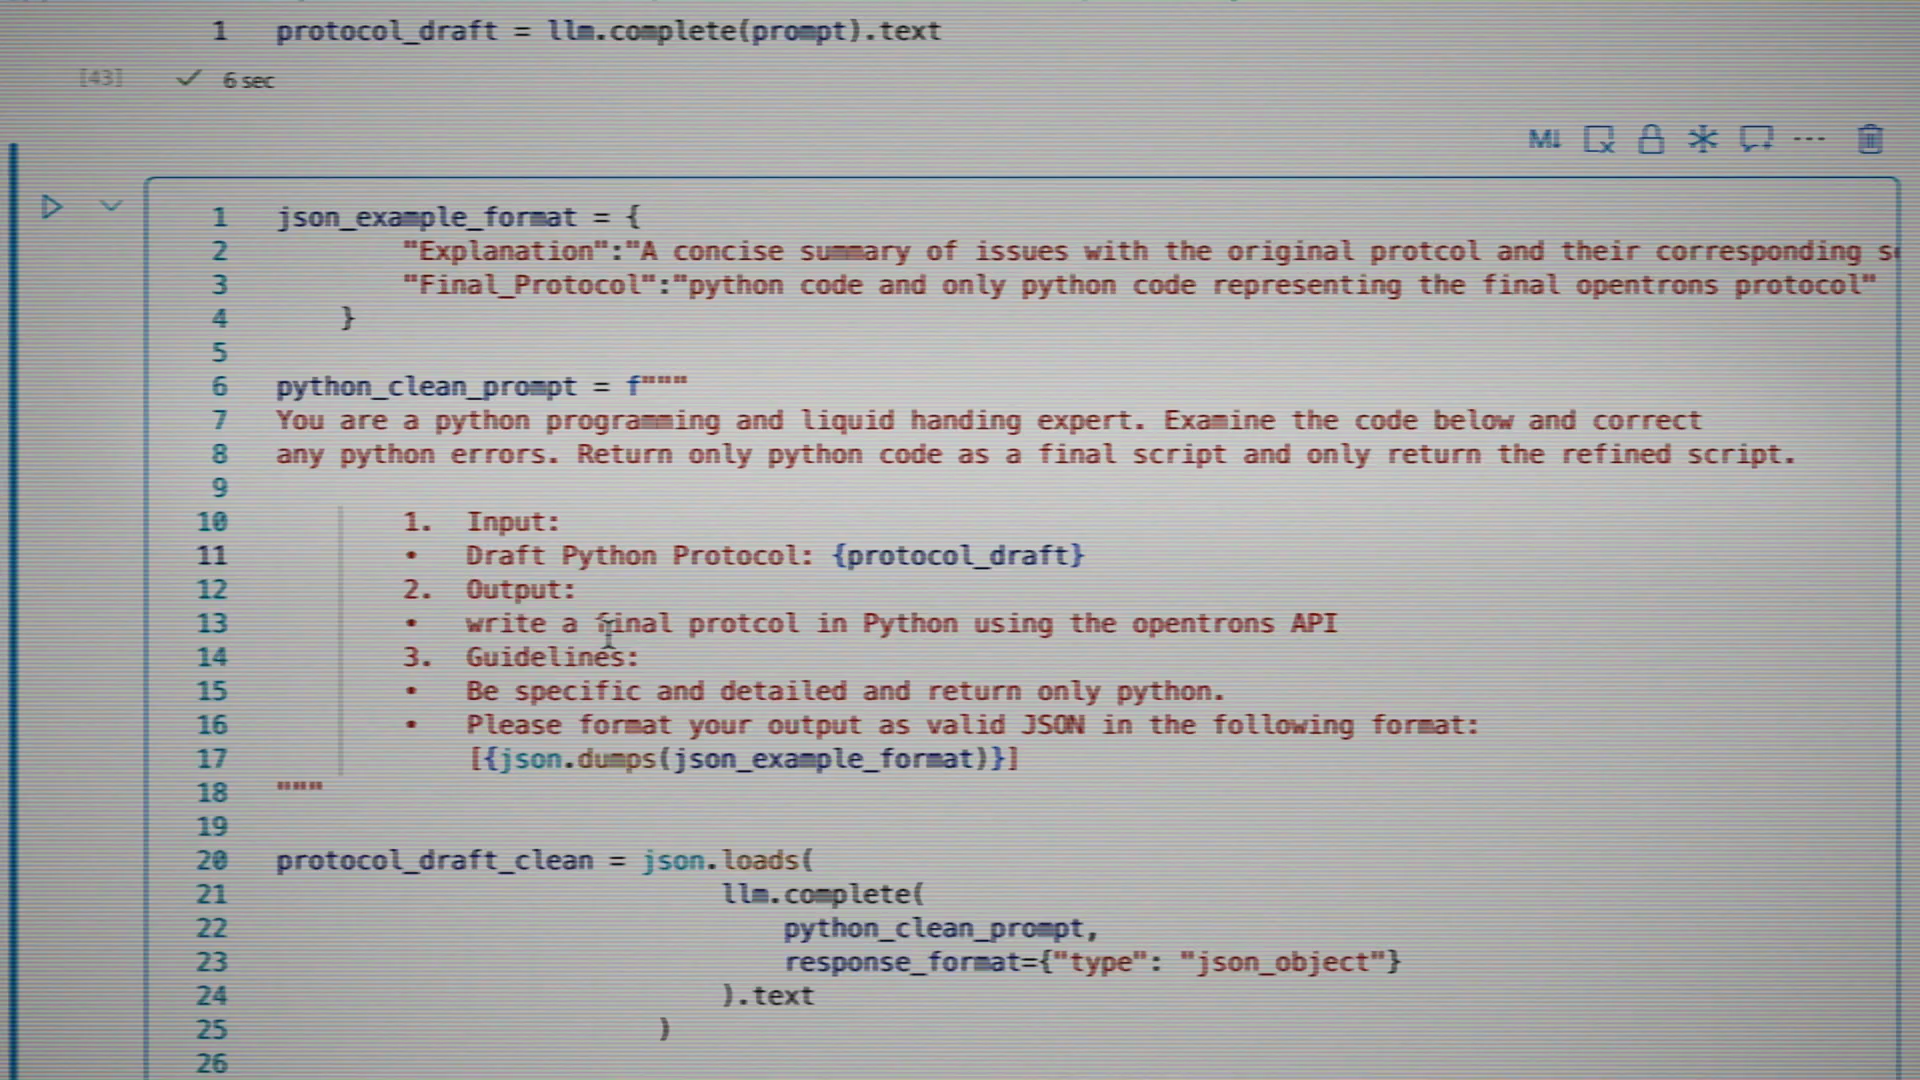 1 protocol_draft = llm.complete(prompt).text
[43] 6 sec
M↓
1 json_example_format = {
2 "Explanation":"A concise summary of issues with the original protcol and their corresponding
3 "Final_Protocol":"python code and only python code representing the final opentrons protocol"
4 }
5
6 python_clean_prompt = f"""
7 You are a python programming and liquid handing expert. Examine the code below and correct
8 any python errors. Return only python code as a final script and only return the refined script.
9
10 1. Input:
11 • Draft Python Protocol: {protocol_draft}
12 2. Output:
13 • write a final protcol in Python using the opentrons API
14 3. Guidelines:
15 • Be specific and detailed and return only python.
16 • Please format your output as valid JSON in the following format:
17 [{json.dumps(json_example_format)}]
18 """
19
20 protocol_draft_clean = json.loads(
21 llm.complete(
22 python_clean_prompt,
23 response_format={"type": "json_object"}
24 ).text
25 )
26